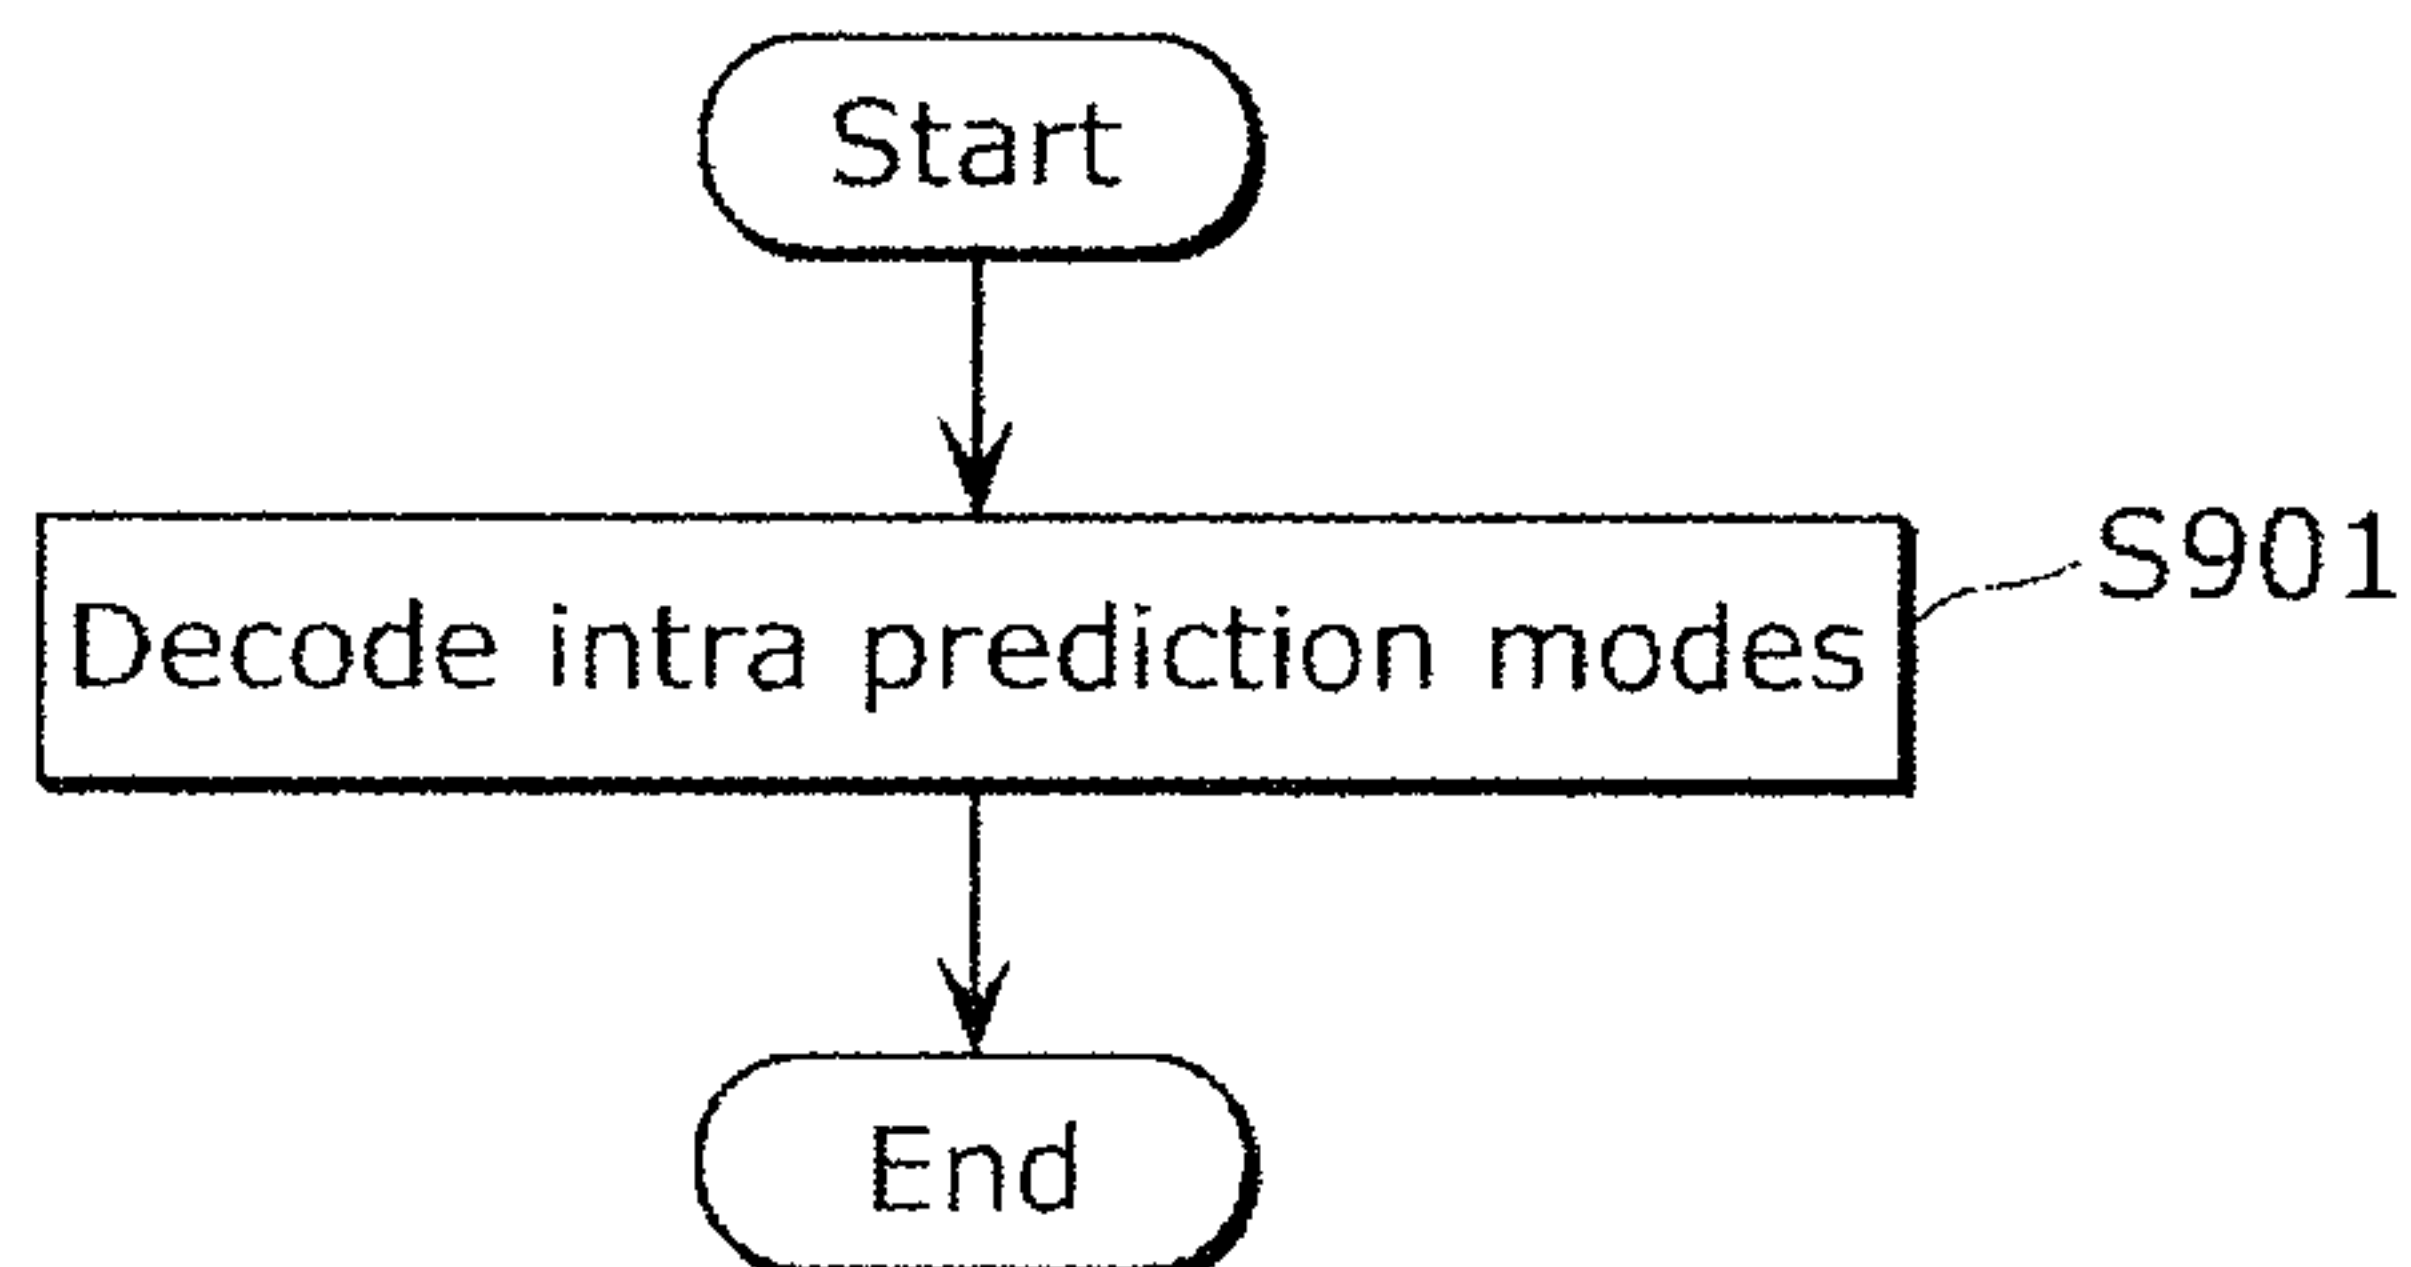 Start
S901
Decode intra prediction modes
End